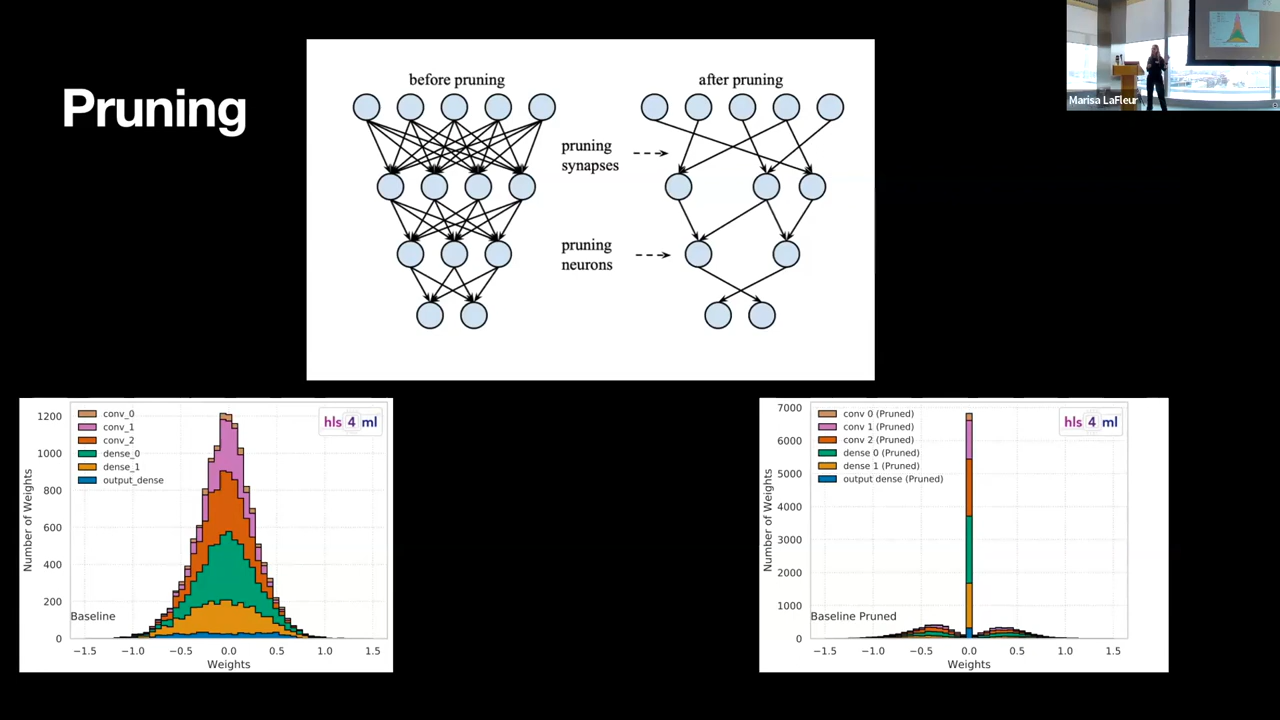 Pruning
before pruning
after pruning
pruning
synapses
pruning
neurons
Marisa LaFleur
conv_0
conv_1
conv_2
dense_0
dense_1
output_dense
hls 4 ml
1200
1000
800
600
400
200
0
Number of Weights
Baseline
−1.5 −1.0 −0.5 0.0 0.5 1.0 1.5
Weights
conv 0 (Pruned)
conv 1 (Pruned)
conv 2 (Pruned)
dense 0 (Pruned)
dense 1 (Pruned)
output dense (Pruned)
hls 4 ml
7000
6000
5000
4000
3000
2000
1000
0
Number of Weights
Baseline Pruned
−1.5 −1.0 −0.5 0.0 0.5 1.0 1.5
Weights